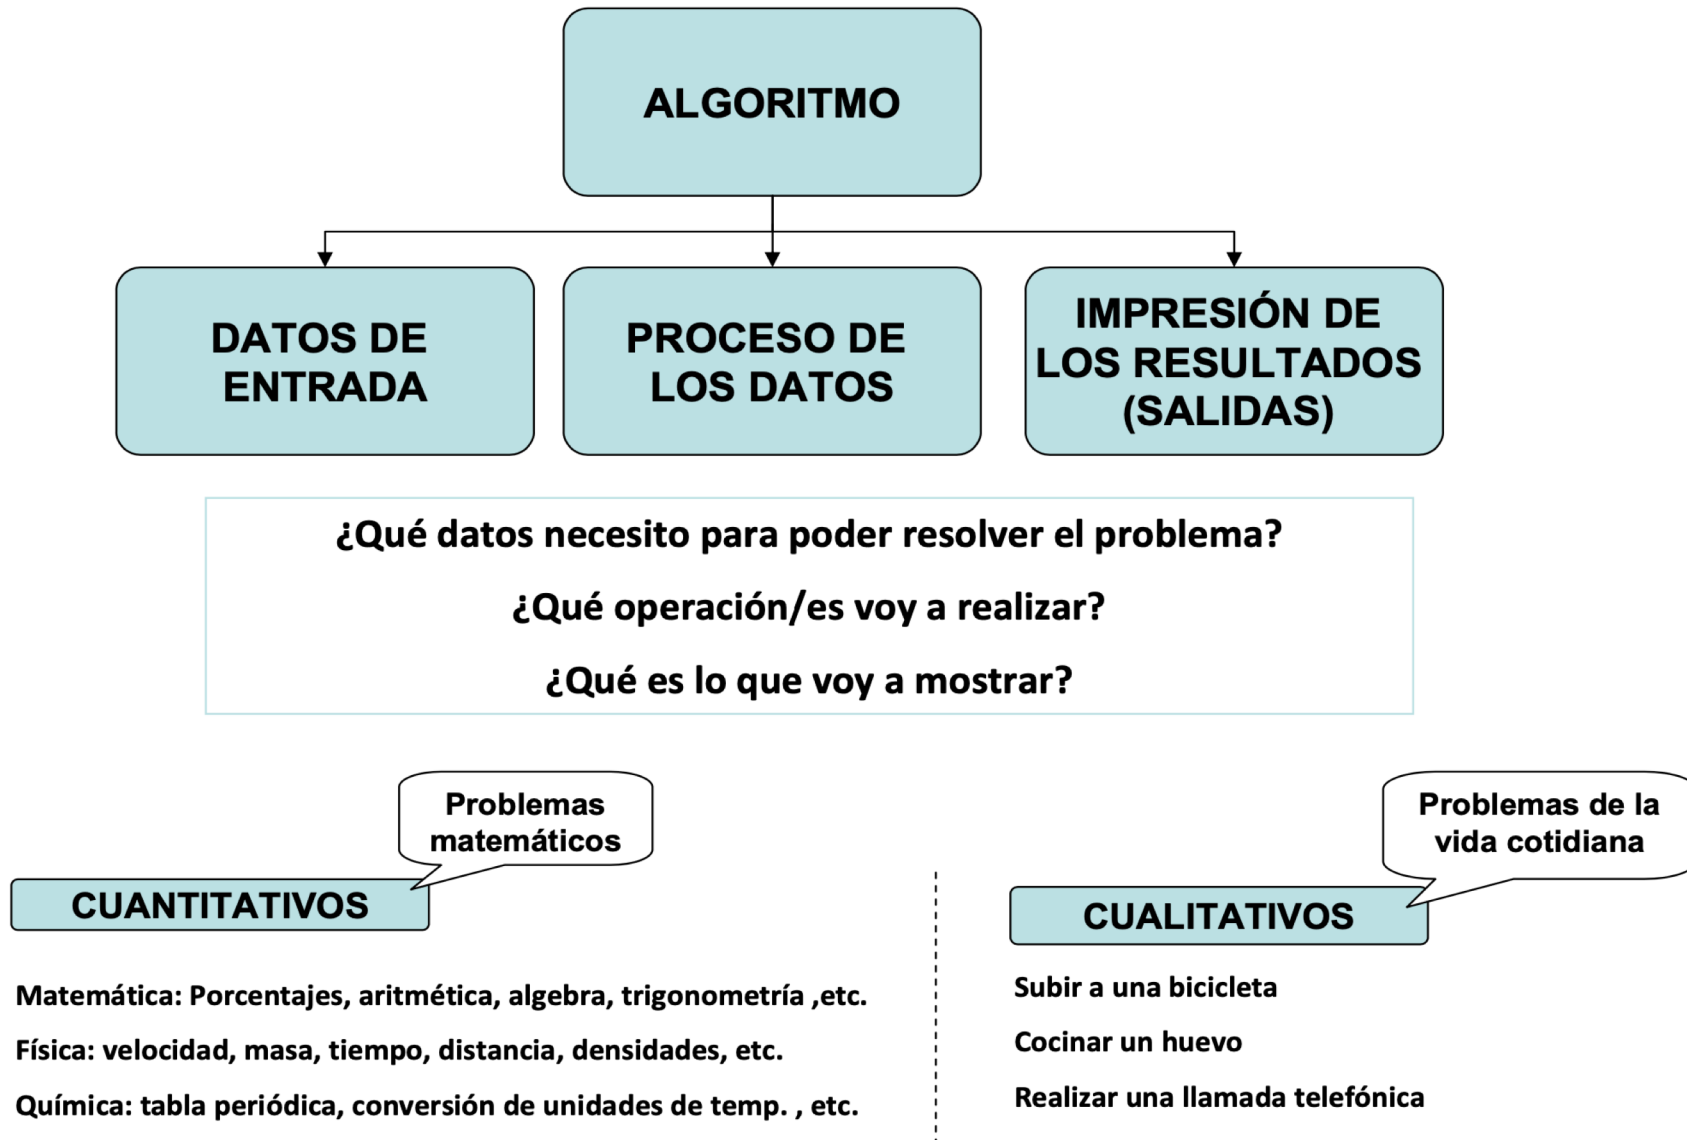 ALGORITMO
DATOS DE
ENTRADA
PROCESO DE
LOS DATOS
IMPRESIÓN DE
LOS RESULTADOS
(SALIDAS)
¿Qué datos necesito para poder resolver el problema?
¿Qué operación/es voy a realizar?
¿Qué es lo que voy a mostrar?
Problemas
matemáticos
CUANTITATIVOS
Matemática: Porcentajes, aritmética, algebra, trigonometría ,etc.
Física: velocidad, masa, tiempo, distancia, densidades, etc.
Química: tabla periódica, conversión de unidades de temp. , etc.
Problemas de la
vida cotidiana
CUALITATIVOS
Subir a una bicicleta
Cocinar un huevo
Realizar una llamada telefónica